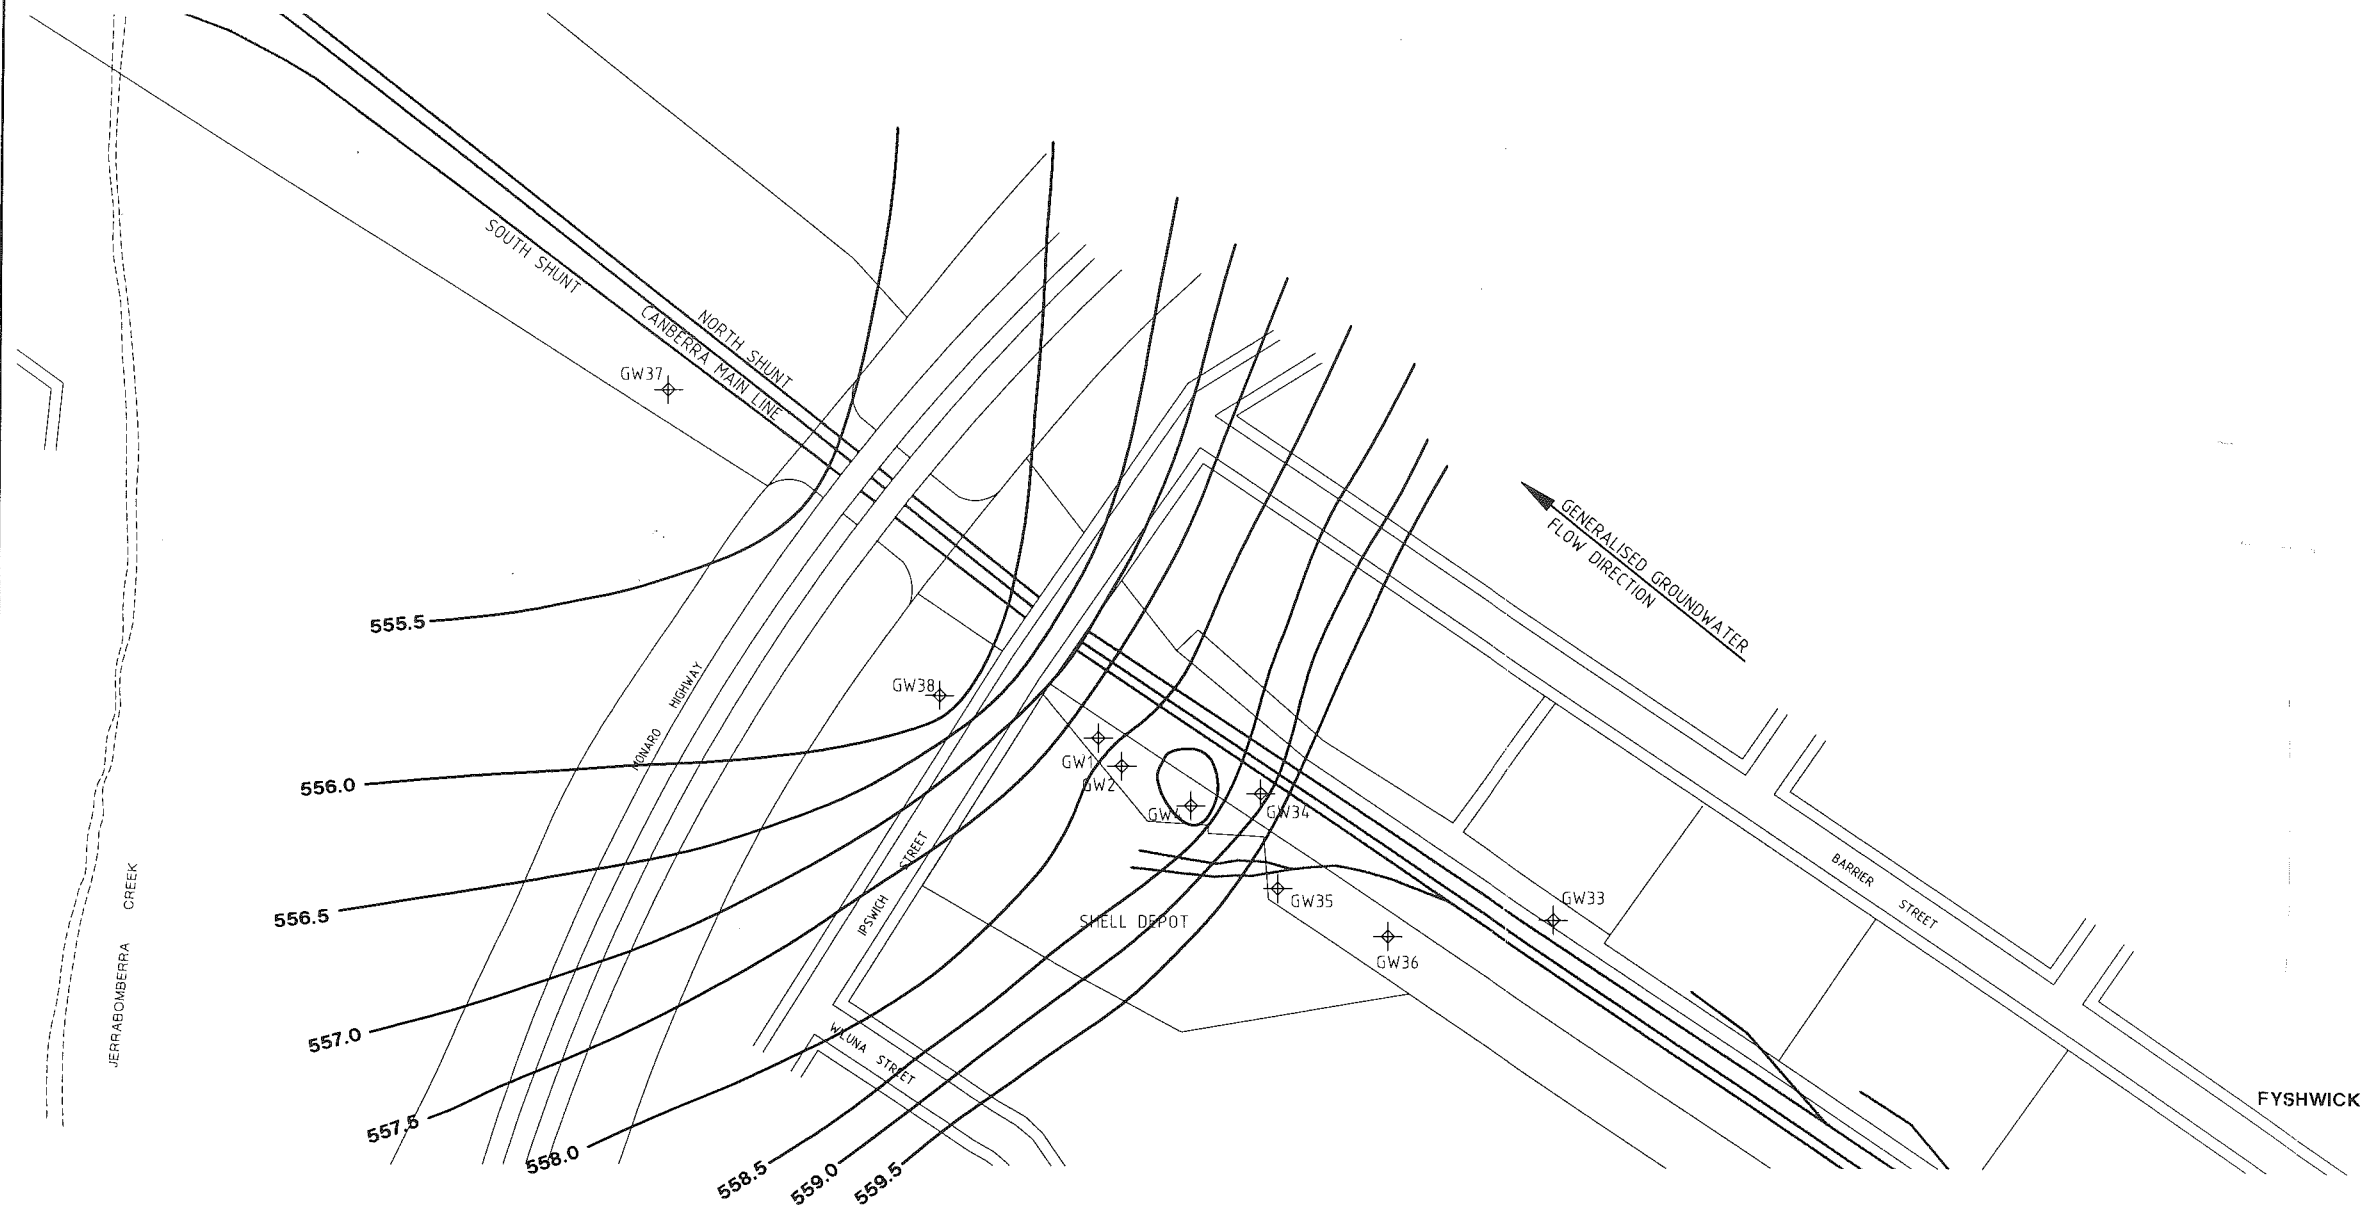 SOUTH SHUNT
CANBERRA MAIN LINE
NORTH SHUNT
GW37
GENERALISED GROUNDWATER
FLOW DIRECTION
555.5
MONARO HIGHWAY
GW38
GW1
GW2
GW4
GW34
556.0
556.5
557.0
557.5
558.0
558.5
559.0
559.5
IPSWICH STREET
SHELL DEPOT
GW35
GW36
GW33
BARRIER STREET
WILUNA STREET
JERRABOMBERRA CREEK
FYSHWICK